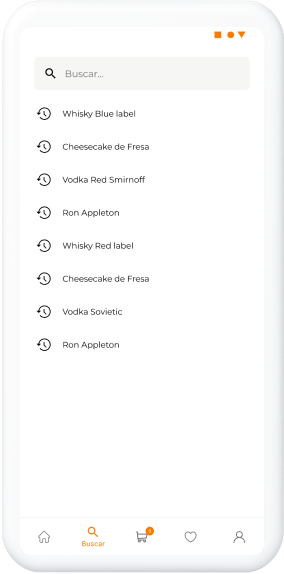 Buscar...
Whisky Blue label
Cheesecake de Fresa
Vodka Red Smirnoff
Ron Appleton
Whisky Red label
Cheesecake de Fresa
Vodka Sovietic
Ron Appleton
Buscar